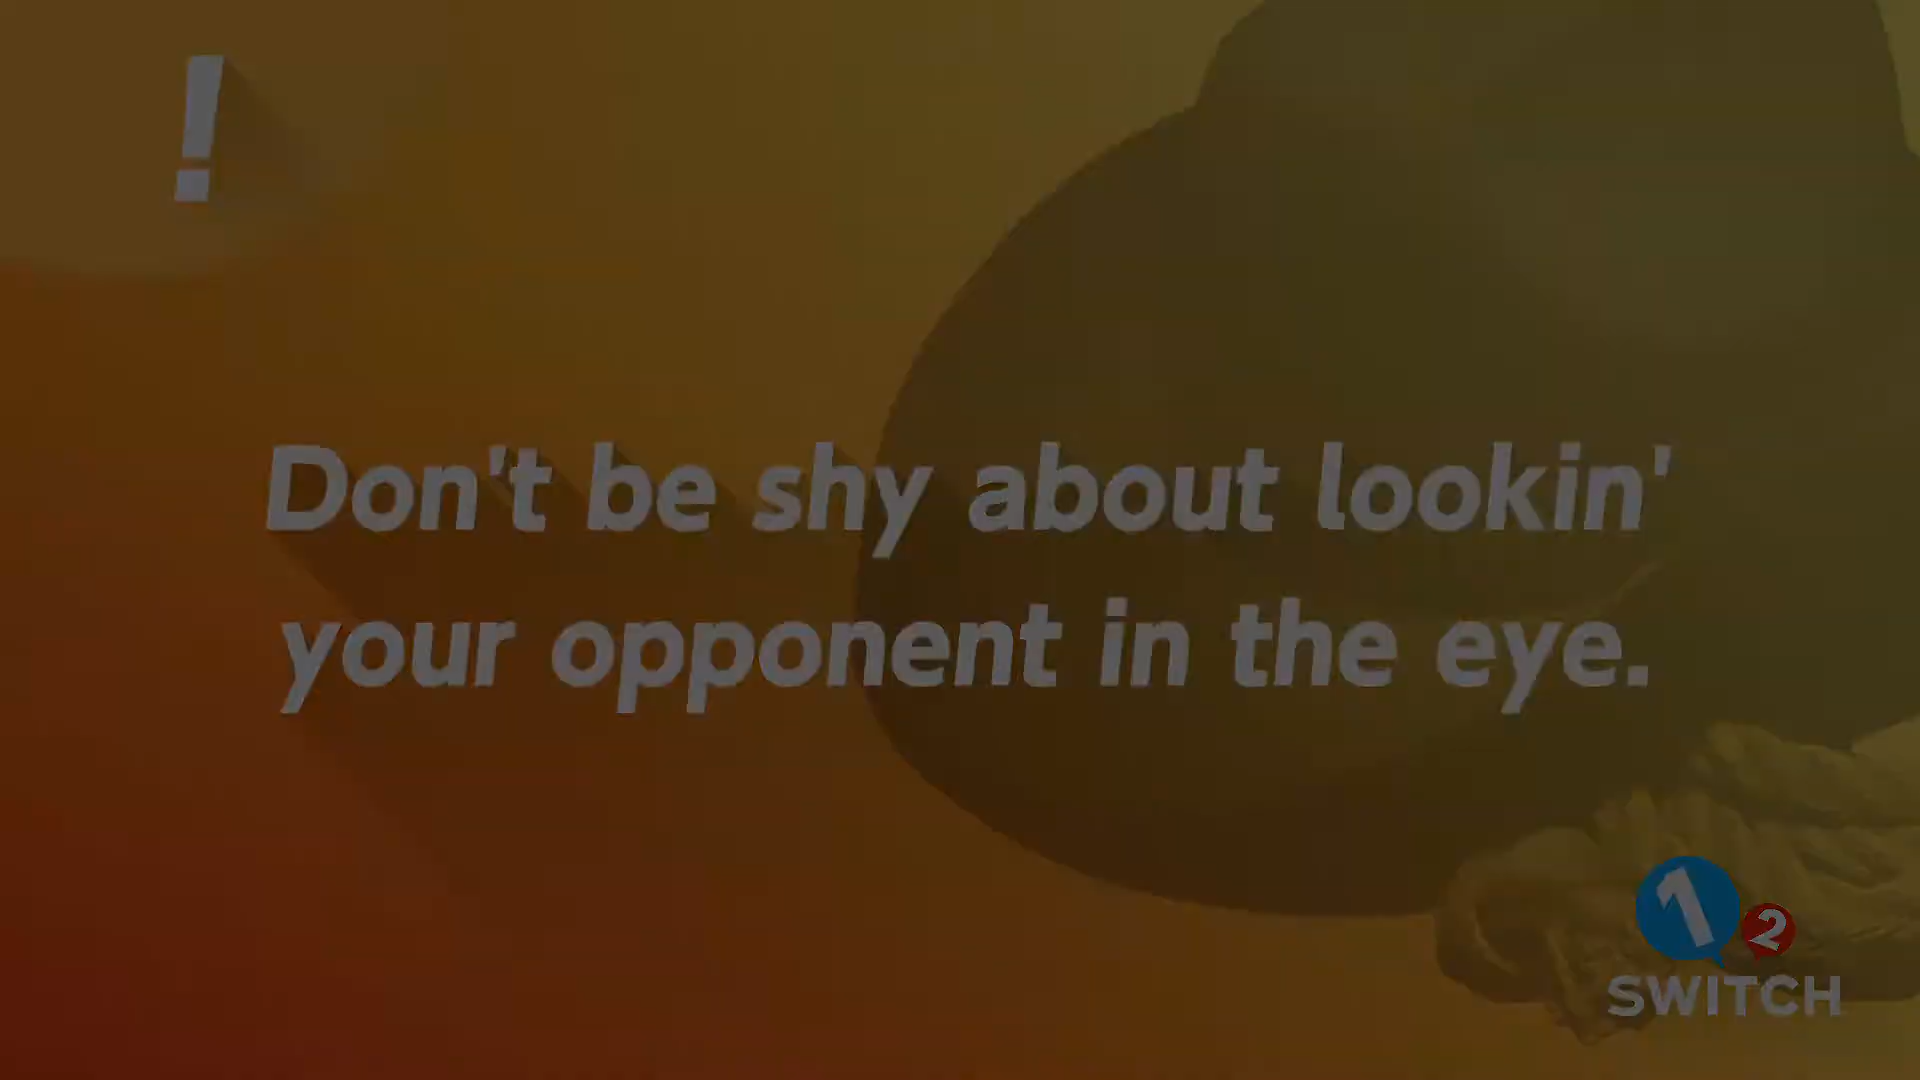 !
Don't be shy about lookin'
your opponent in the eye.
1 2
SWITCH